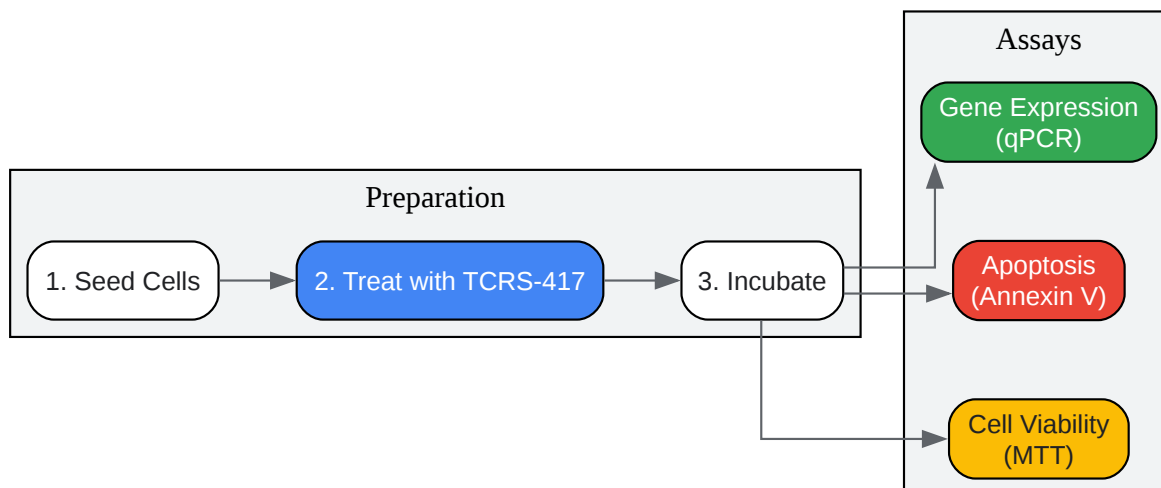 Preparation
1. Seed Cells
2. Treat with TCRS-417
3. Incubate
Assays
Gene Expression
(qPCR)
Apoptosis
(Annexin V)
Cell Viability
(MTT)